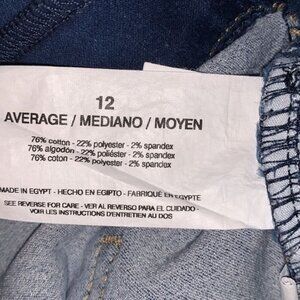 12
AVERAGE / MEDIANO / MOYEN
76% cotton - 22% polyester - 2% spandex
76% algodón - 22% poliéster - 2% spandex
76% coton - 22% polyester - 2% spandex
MADE IN EGYPT - HECHO EN EGIPTO - FABRIQUÉ EN EGYPTE
SEE REVERSE FOR CARE - VER AL REVERSO PARA EL CUIDADO
VOIR LES INSTRUCTIONS D'ENTRETIEN AU DOS